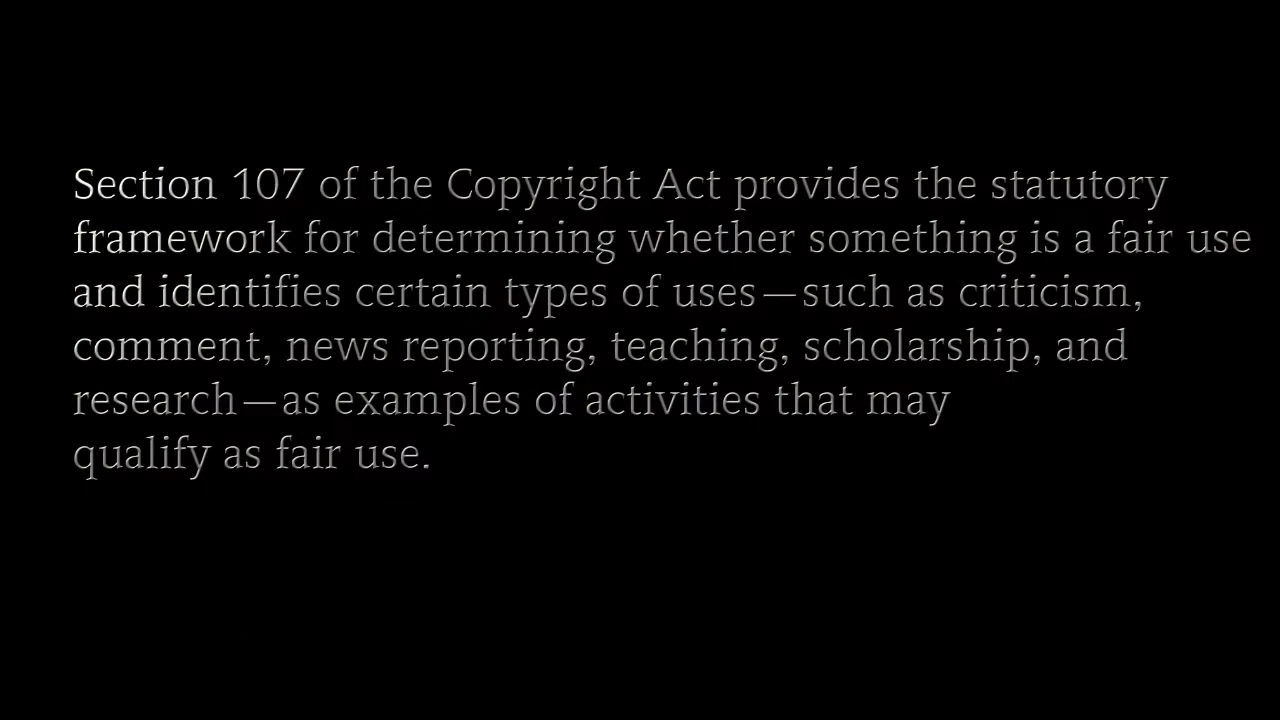 Section 107 of the Copyright Act provides the statutory
framework for determining whether something is a fair use
and identifies certain types of uses—such as criticism,
comment, news reporting, teaching, scholarship, and
research—as examples of activities that may
qualify as fair use.